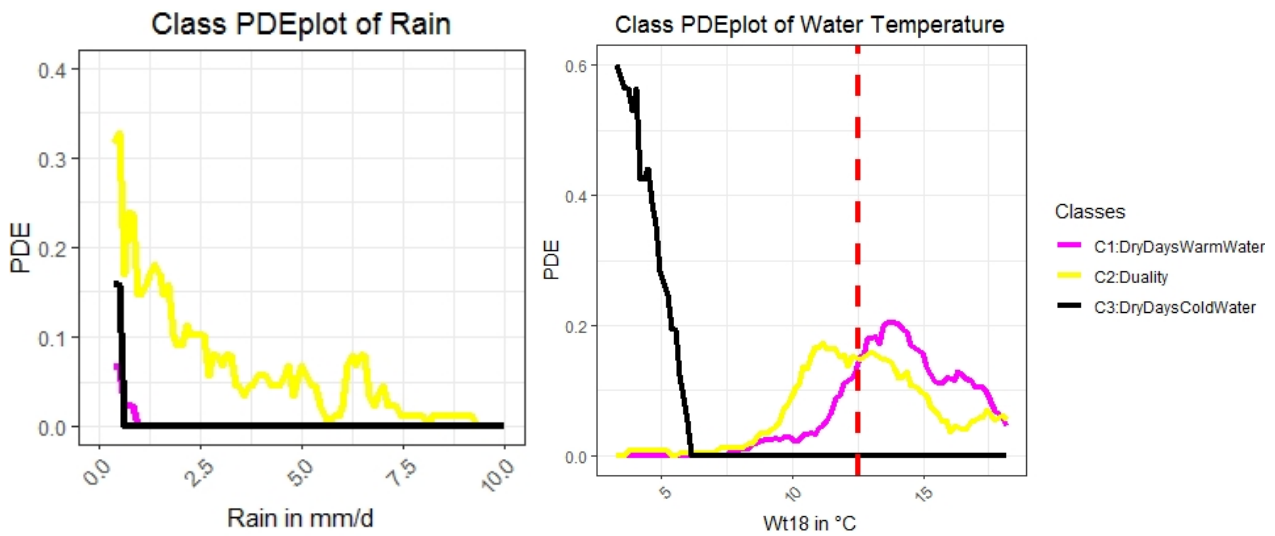 Class PDEplot of Rain
PDE
0.4
0.3
0.2
0.1
0.0
0.0
2.5
5.0
7.5
10.0
Rain in mm/d
Class PDEplot of Water Temperature
PDE
0.6
0.4
0.2
0.0
5
10
15
Wt18 in °C
Classes
C1:DryDaysWarmWater
C2:Duality
C3:DryDaysColdWater